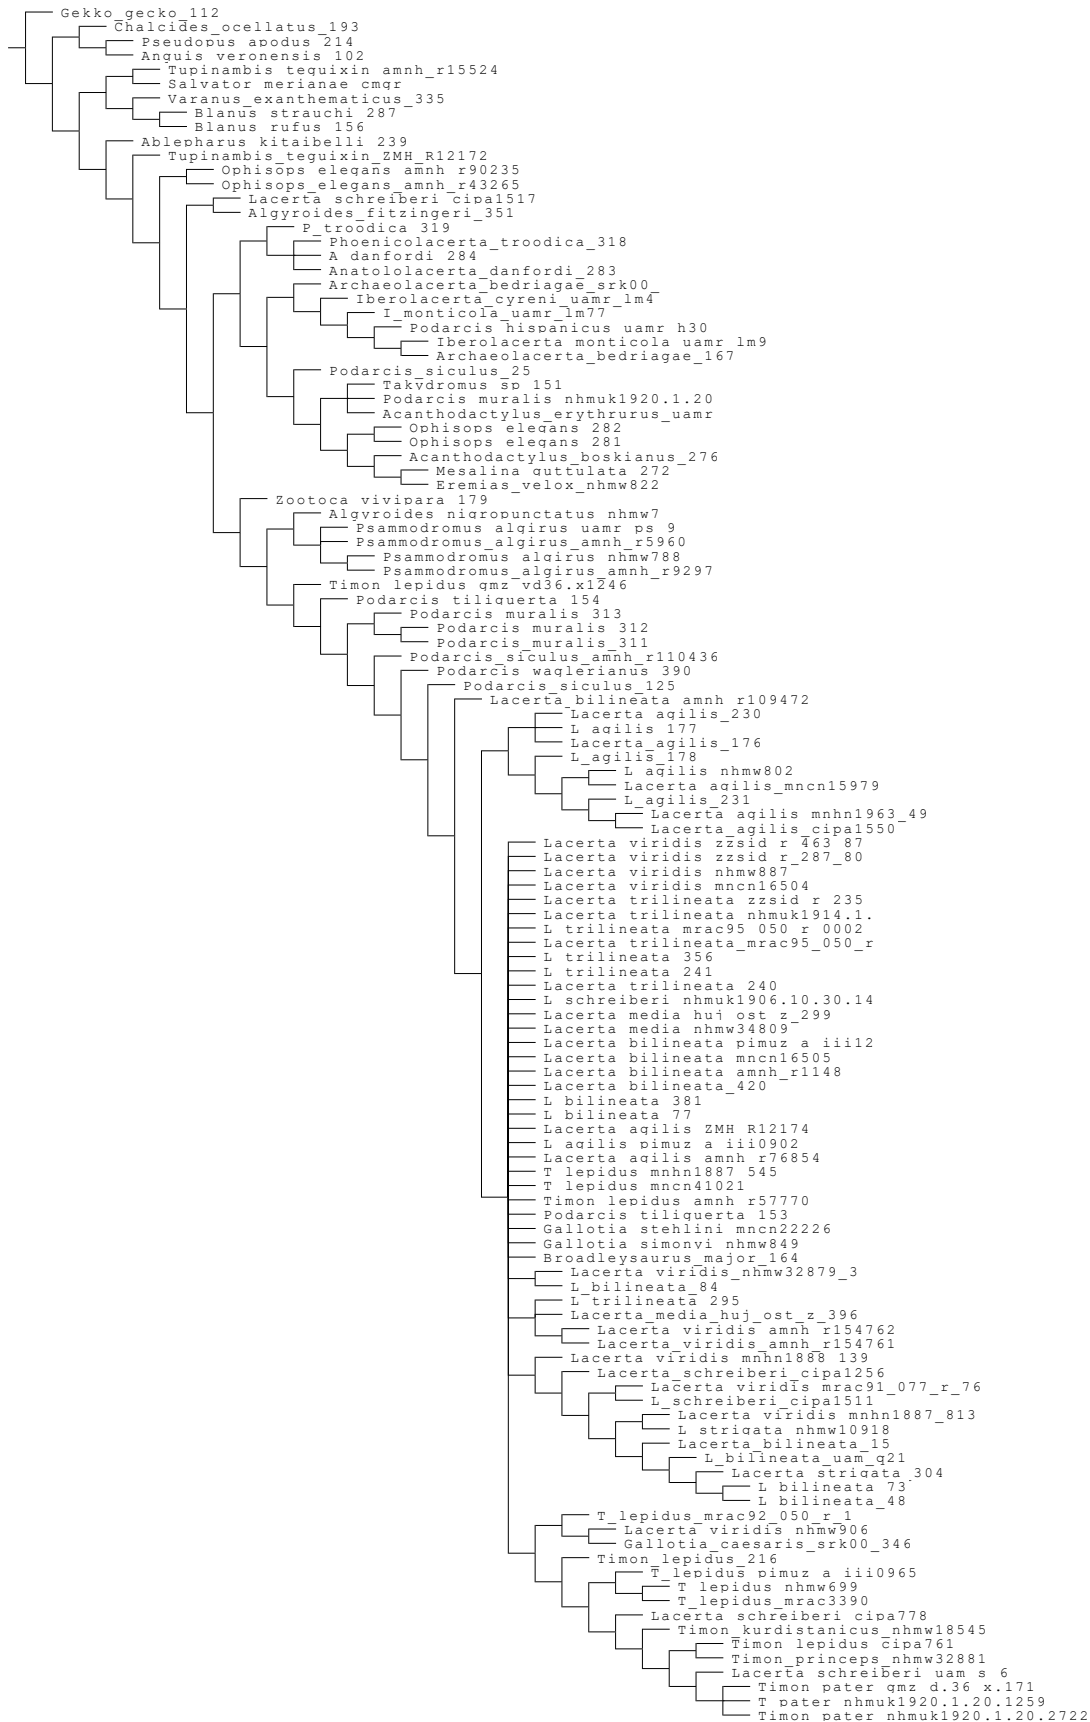 Gekko_gecko_112
Chalcides_ocellatus_193
Pseudopus_apodus_214
Anguis_veronensis_102
Tupinambis_teguixin_amnh_r15524
Salvator_merianae_cmgr
Varanus_exanthematicus_335
Blanus_strauchi_287
Blanus_rufus_156
Ablepharus_kitaibelli_239
Tupinambis_teguixin_ZMH_R12172
Ophisops_elegans_amnh_r90235
Ophisops_elegans_amnh_r43265
Lacerta_schreiberi_cipa1517
Algyroides_fitzingeri_351
P_troodica_319
Phoenicolacerta_troodica_318
A_danfordi_284
Anatololacerta_danfordi_283
Archaeolacerta_bedriagae_srk00_
Iberolacerta_cyreni_uamr_lm4
I_monticola_uamr_lm77
Podarcis_hispanicus_uamr_h30
Iberolacerta_monticola_uamr_lm9
Archaeolacerta_bedriagae_167
Podarcis_siculus_25
Takydromus_sp_151
Podarcis_muralis_nhmuk1920.1.20
Acanthodactylus_erythrurus_uamr
Ophisops_elegans_282
Ophisops_elegans_281
Acanthodactylus_boskianus_276
Mesalina_guttulata_272
Eremias_velox_nhmw822
Zootoca_vivipara_179
Algyroides_nigropunctatus_nhmw7
Psammodromus_algirus_uamr_ps_9
Psammodromus_algirus_amnh_r5960
Psammodromus_algirus_nhmw788
Psammodromus_algirus_amnh_r9297
Timon_lepidus_gmz_vd36.x1246
Podarcis_tiliguerta_154
Podarcis_muralis_313
Podarcis_muralis_312
Podarcis_muralis_311
Podarcis_siculus_amnh_r110436
Podarcis_waglerianus_390
Podarcis_siculus_125
Lacerta_bilineata_amnh_r109472
Lacerta_agilis_230
L_agilis_177
Lacerta_agilis_176
L_agilis_178
L_agilis_nhmw802
Lacerta_agilis_mncn15979
L_agilis_231
Lacerta_agilis_mnhn1963_49
Lacerta_agilis_cipa1550
Lacerta_viridis_zzsid_r_463_87
Lacerta_viridis_zzsid_r_287_80
Lacerta_viridis_nhmw887
Lacerta_viridis_mncn16504
Lacerta_trilineata_zzsid_r_235
Lacerta_trilineata_nhmuk1914.1.
L_trilineata_mrac95_050_r_0002
Lacerta_trilineata_mrac95_050_r
L_trilineata_356
L_trilineata_241
Lacerta_trilineata_240
L_schreiberi_nhmuk1906.10.30.14
Lacerta_media_huj_ost_z_299
Lacerta_media_nhmw34809
Lacerta_bilineata_pimuz_a_iii12
Lacerta_bilineata_mncn16505
Lacerta_bilineata_amnh_r1148
Lacerta_bilineata_420
L_bilineata_381
L_bilineata_77
Lacerta_agilis_ZMH_R12174
L_agilis_pimuz_a_iii0902
Lacerta_agilis_amnh_r76854
T_lepidus_mnhn1887_545
T_lepidus_mncn41021
Timon_lepidus_amnh_r57770
Podarcis_tiliguerta_153
Gallotia_stehlini_mncn22226
Gallotia_simonyi_nhmw849
Broadleysaurus_major_164
Lacerta_viridis_nhmw32879_3
L_bilineata_84
L_trilineata_295
Lacerta_media_huj_ost_z_396
Lacerta_viridis_amnh_r154762
Lacerta_viridis_amnh_r154761
Lacerta_viridis_mnhn1888_139
Lacerta_schreiberi_cipa1256
Lacerta_viridis_mrac91_077_r_76
L_schreiberi_cipa1511
Lacerta_viridis_mnhn1887_813
L_strigata_nhmw10918
Lacerta_bilineata_15
L_bilineata_uam_q21
Lacerta_strigata_304
L_bilineata_73
L_bilineata_48
T_lepidus_mrac92_050_r_1
Lacerta_viridis_nhmw906
Gallotia_caesaris_srk00_346
Timon_lepidus_216
T_lepidus_pimuz_a_iii0965
T_lepidus_nhmw699
T_lepidus_mrac3390
Lacerta_schreiberi_cipa778
Timon_kurdistanicus_nhmw18545
Timon_lepidus_cipa761
Timon_princeps_nhmw32881
Lacerta_schreiberi_uam_s_6
Timon_pater_gmz_d.36_x.171
T_pater_nhmuk1920.1.20.1259
Timon_pater_nhmuk1920.1.20.2722